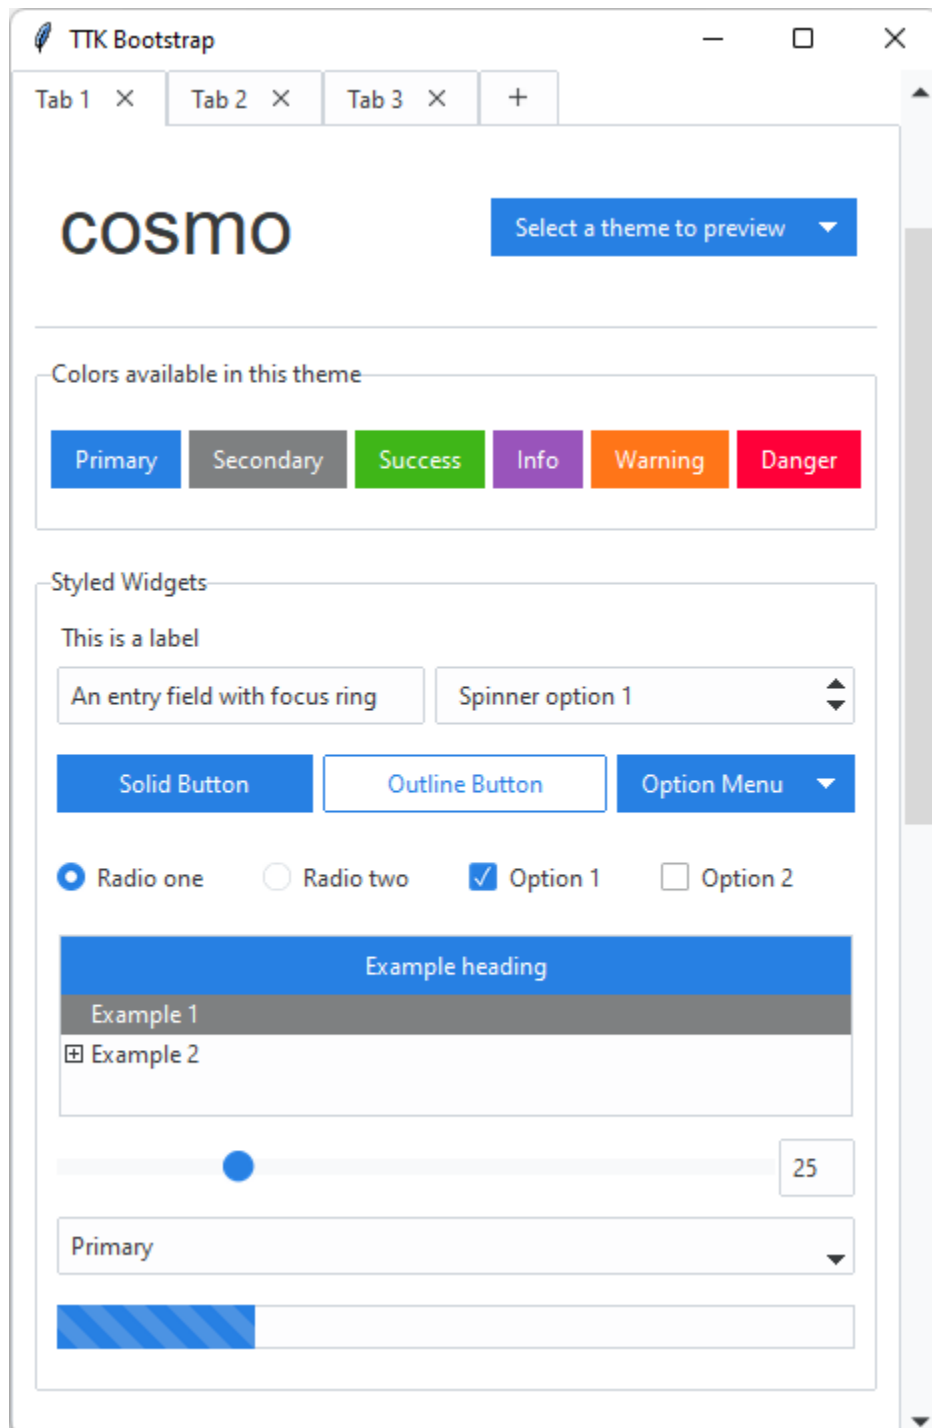 TTK Bootstrap
Tab 1 Tab 2 Tab 3 +
cosmo
Select a theme to preview
Colors available in this theme
Primary Secondary Success Info Warning Danger
Styled Widgets
This is a label
An entry field with focus ring Spinner option 1
Solid Button Outline Button Option Menu
Radio one Radio two Option 1 Option 2
Example heading
Example 1
Example 2
25
Primary